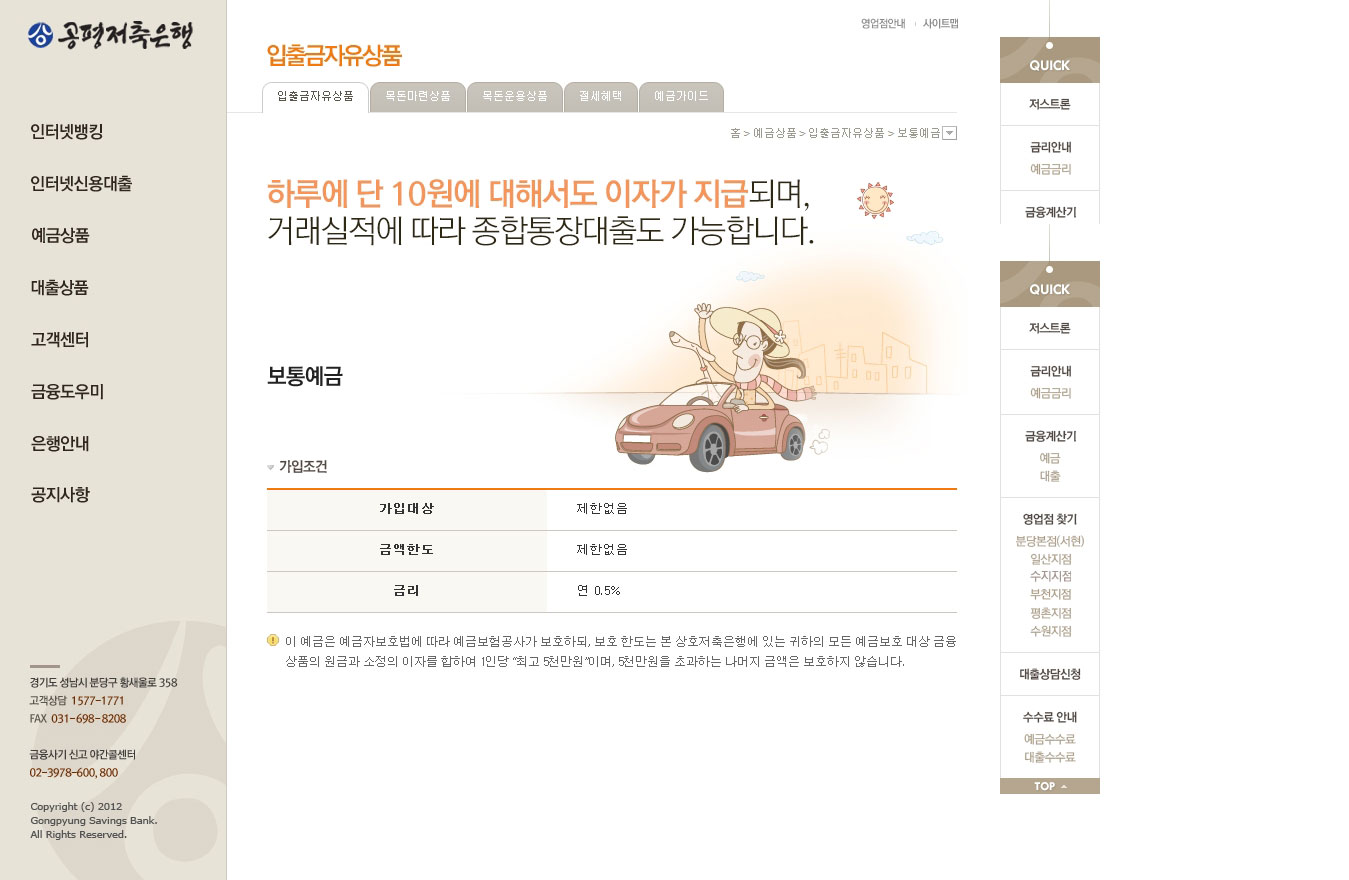 공평저축은행
인터넷뱅킹
인터넷신용대출
예금상품
대출상품
고객센터
금융도우미
은행안내
공지사항
경기도 성남시 분당구 황새울로 358
고객상담 1577-1771
FAX 031-698-8208
금융사기 신고 야간콜센터
02-3978-600, 800
Copyright (c) 2012
Gongpyung Savings Bank.
All Rights Reserved.
영업점안내 사이트맵
입출금자유상품
입출금자유상품 목돈마련상품 목돈운용상품 절세혜택 예금가이드
홈 > 예금상품 > 입출금자유상품 > 보통예금
하루에 단 10원에 대해서도 이자가 지급되며,
거래실적에 따라 종합통장대출도 가능합니다.
보통예금
가입조건
가입대상 제한없음
금액한도 제한없음
금리 연 0.5%
이 예금은 예금자보호법에 따라 예금보험공사가 보호하되, 보호 한도는 본 상호저축은행에 있는 귀하의 모든 예금보호 대상 금융
상품의 원금과 소정의 이자를 합하여 1인당 “최고 5천만원”이며, 5천만원을 초과하는 나머지 금액은 보호하지 않습니다.
QUICK
저스트론
금리안내
예금금리
금융계산기
QUICK
저스트론
금리안내
예금금리
금융계산기
예금
대출
영업점 찾기
분당본점(서현)
일산지점
수지지점
부천지점
평촌지점
수원지점
대출상담신청
수수료 안내
예금수수료
대출수수료
TOP